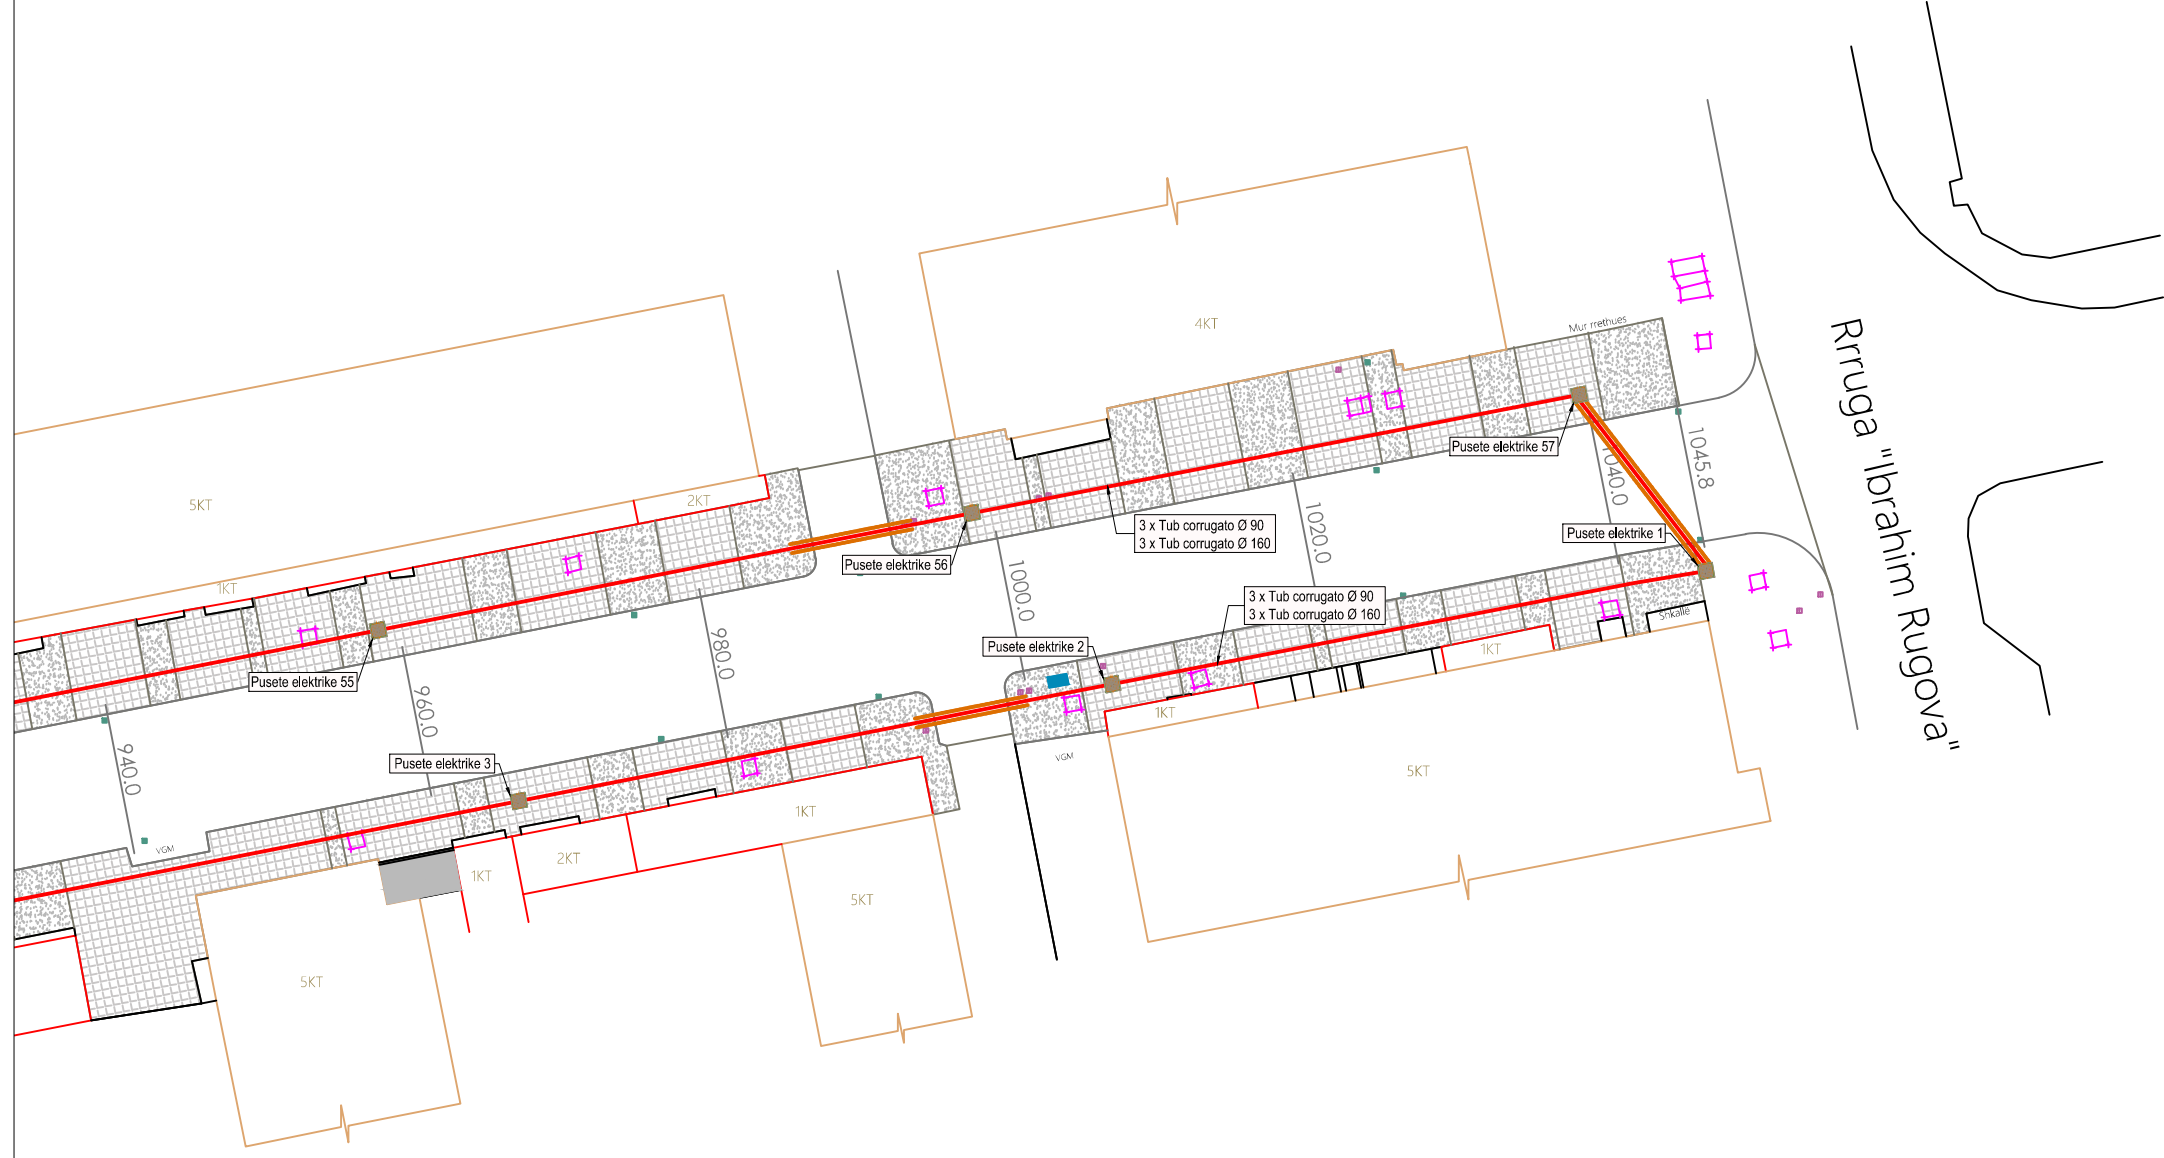 4KT
Mur rrethues
Rrruga "Ibrahim Rugova"
5KT
2KT
1KT
Pusete elektrike 57
1040.0
1045.8
3 x Tub corrugato Ø 90
3 x Tub corrugato Ø 160
Pusete elektrike 56
1020.0
Pusete elektrike 1
1000.0
3 x Tub corrugato Ø 90
3 x Tub corrugato Ø 160
Shkallë
Pusete elektrike 55
980.0
Pusete elektrike 2
1KT
960.0
1KT
940.0
Pusete elektrike 3
VGM
5KT
1KT
VGM
2KT
1KT
5KT
5KT